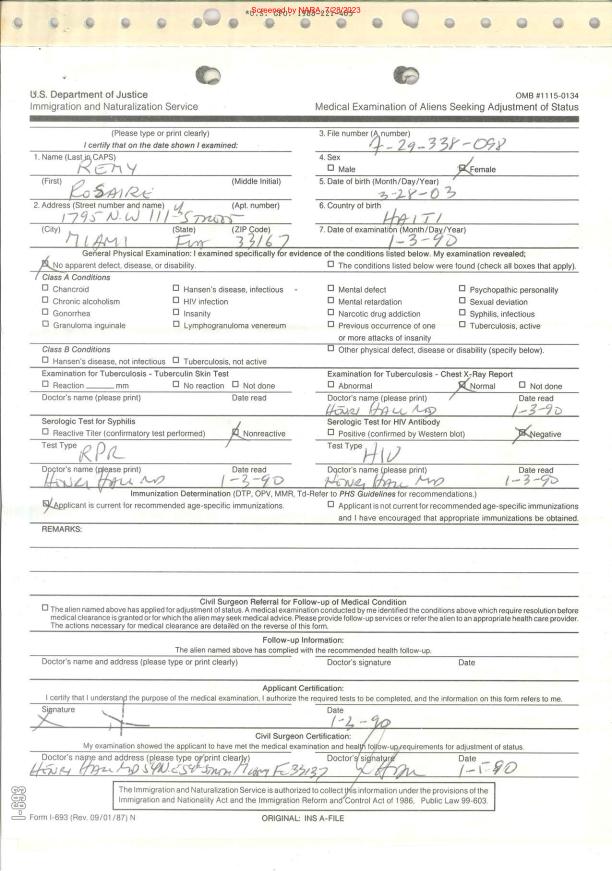 *U.S. GPO: 1989-227-465
Screened by NARA, 7/28/2023
U.S. Department of Justice
Immigration and Naturalization Service
OMB #1115-0134
Medical Examination of Aliens Seeking Adjustment of Status
(Please type or print clearly)
I certify that on the date shown I examined:
3. File number (A number)
A-29-338-098
1. Name (Last in CAPS)
REMY
4. Sex
Male Female
(First) (Middle Initial)
ROSAIRE
5. Date of birth (Month/Day/Year)
3-28-03
2. Address (Street number and name) (Apt. number)
1795 N.W 111 Street
6. Country of birth
HAITI
(City) (State) (ZIP Code)
MIAMI Fla 33167
7. Date of examination (Month/Day/Year)
1-3-90
General Physical Examination: I examined specifically for evidence of the conditions listed below. My examination revealed;
No apparent defect, disease, or disability.
The conditions listed below were found (check all boxes that apply).
Class A Conditions
Chancroid Hansen's disease, infectious Mental defect Psychopathic personality
Chronic alcoholism HIV infection Mental retardation Sexual deviation
Gonorrhea Insanity Narcotic drug addiction Syphilis, infectious
Granuloma inguinale Lymphogranuloma venereum Previous occurrence of one Tuberculosis, active
or more attacks of insanity
Class B Conditions
Other physical defect, disease or disability (specify below).
Hansen's disease, not infectious Tuberculosis, not active
Examination for Tuberculosis - Tuberculin Skin Test
Reaction ______ mm No reaction Not done
Doctor's name (please print) Date read
Examination for Tuberculosis - Chest X-Ray Report
Abnormal Normal Not done
Doctor's name (please print) Date read
Henri Hall MD 1-3-90
Serologic Test for Syphilis
Reactive Titer (confirmatory test performed) Nonreactive
Test Type
RPR
Doctor's name (please print) Date read
Henri Hall MD 1-3-90
Serologic Test for HIV Antibody
Positive (confirmed by Western blot) Negative
Test Type
HIV
Doctor's name (please print) Date read
Henri Hall MD 1-3-90
Immunization Determination (DTP, OPV, MMR, Td-Refer to PHS Guidelines for recommendations.)
Applicant is current for recommended age-specific immunizations.
Applicant is not current for recommended age-specific immunizations
and I have encouraged that appropriate immunizations be obtained.
REMARKS:
Civil Surgeon Referral for Follow-up of Medical Condition
The alien named above has applied for adjustment of status. A medical examination conducted by me identified the conditions above which require resolution before
medical clearance is granted or for which the alien may seek medical advice. Please provide follow-up services or refer the alien to an appropriate health care provider.
The actions necessary for medical clearance are detailed on the reverse of this form.
Follow-up Information:
The alien named above has complied with the recommended health follow-up.
Doctor's name and address (please type or print clearly) Doctor's signature Date
Applicant Certification:
I certify that I understand the purpose of the medical examination, I authorize the required tests to be completed, and the information on this form refers to me.
Signature Date
X 1-2-90
Civil Surgeon Certification:
My examination showed the applicant to have met the medical examination and health follow-up requirements for adjustment of status.
Doctor's name and address (please type or print clearly) Doctor's signature Date
Henri Hall MD 54 NE 54 Street Miami FL 33137 1-5-90
The Immigration and Naturalization Service is authorized to collect this information under the provisions of the
Immigration and Nationality Act and the Immigration Reform and Control Act of 1986, Public Law 99-603.
I-693
Form I-693 (Rev. 09/01/87) N
ORIGINAL: INS A-FILE